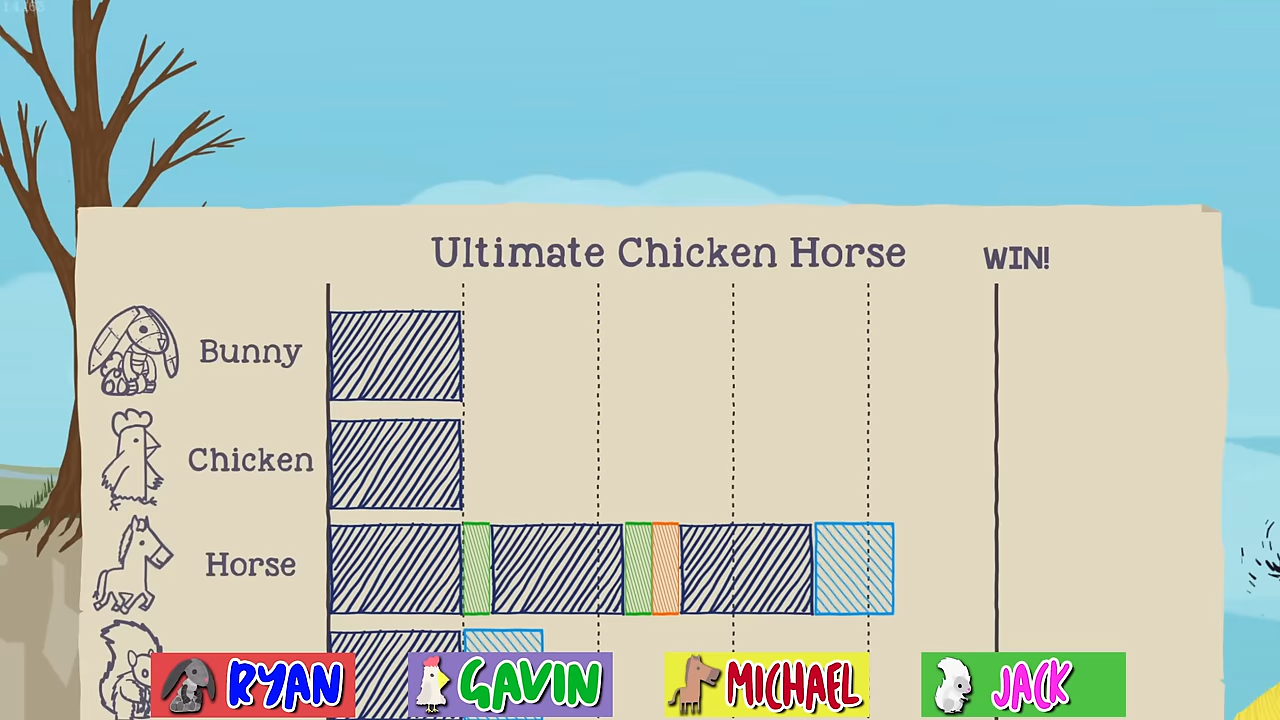 Ultimate Chicken Horse WIN!
Bunny
Chicken
Horse
RYAN GAVIN MICHAEL JACK